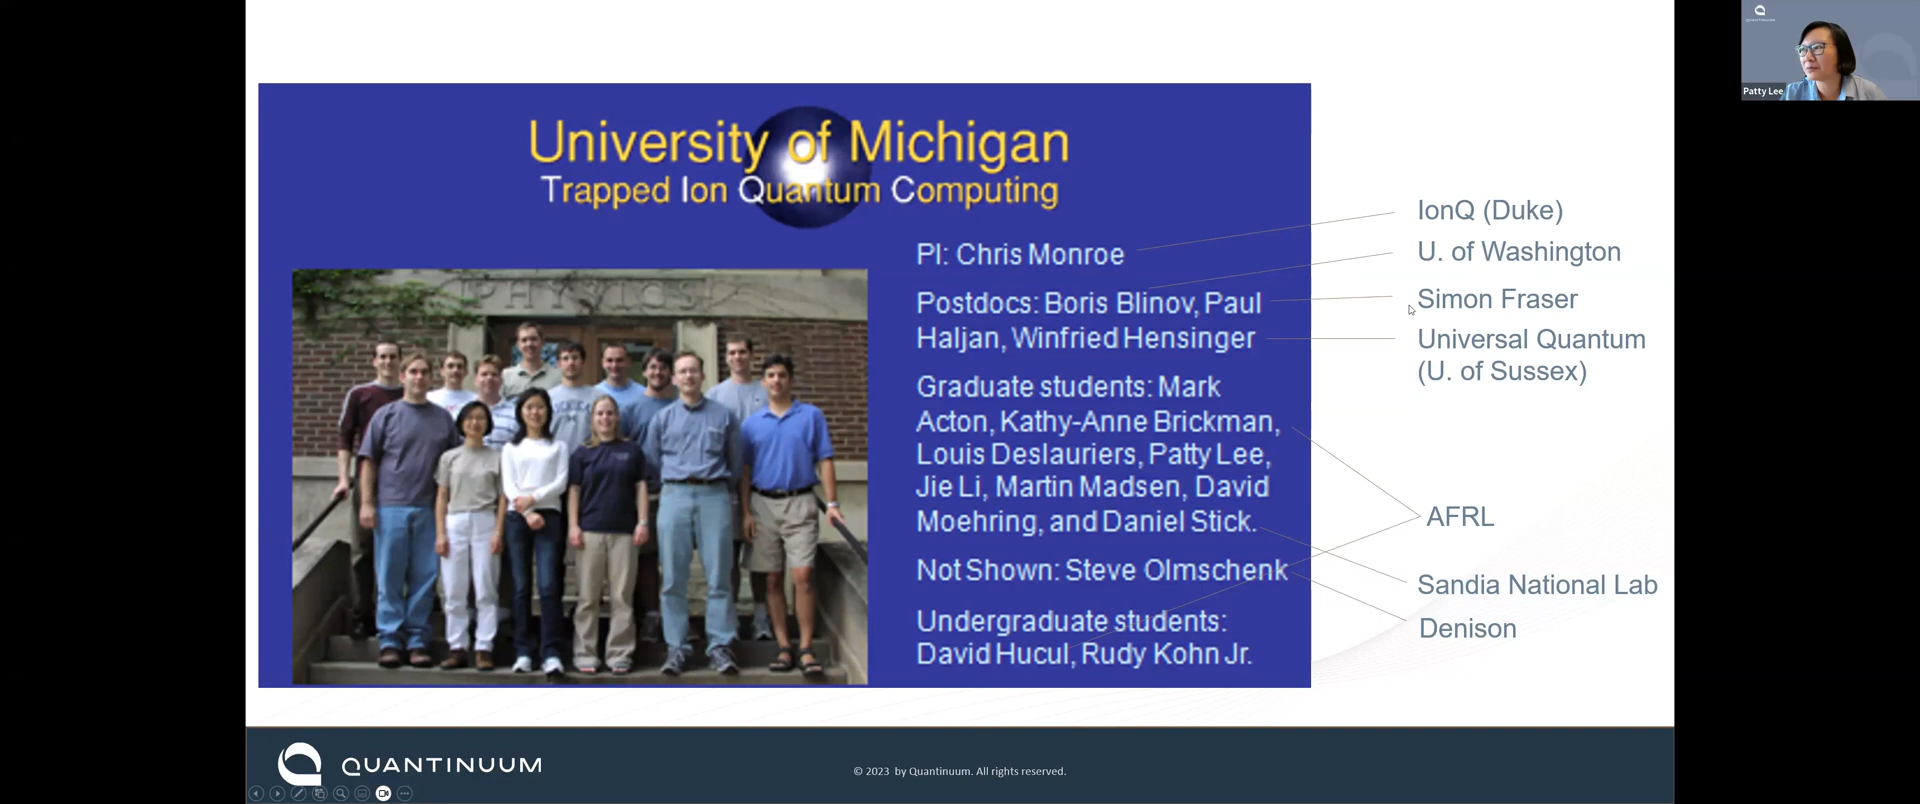 University of Michigan
Trapped Ion Quantum Computing
PHYSICS
PI: Chris Monroe
Postdocs: Boris Blinov, Paul
Haljan, Winfried Hensinger
Graduate students: Mark
Acton, Kathy-Anne Brickman,
Louis Deslauriers, Patty Lee,
Jie Li, Martin Madsen, David
Moehring, and Daniel Stick.
Not Shown: Steve Olmschenk
Undergraduate students:
David Hucul, Rudy Kohn Jr.
IonQ (Duke)
U. of Washington
Simon Fraser
Universal Quantum
(U. of Sussex)
AFRL
Sandia National Lab
Denison
QUANTINUUM
© 2023 by Quantinuum. All rights reserved.
Patty Lee